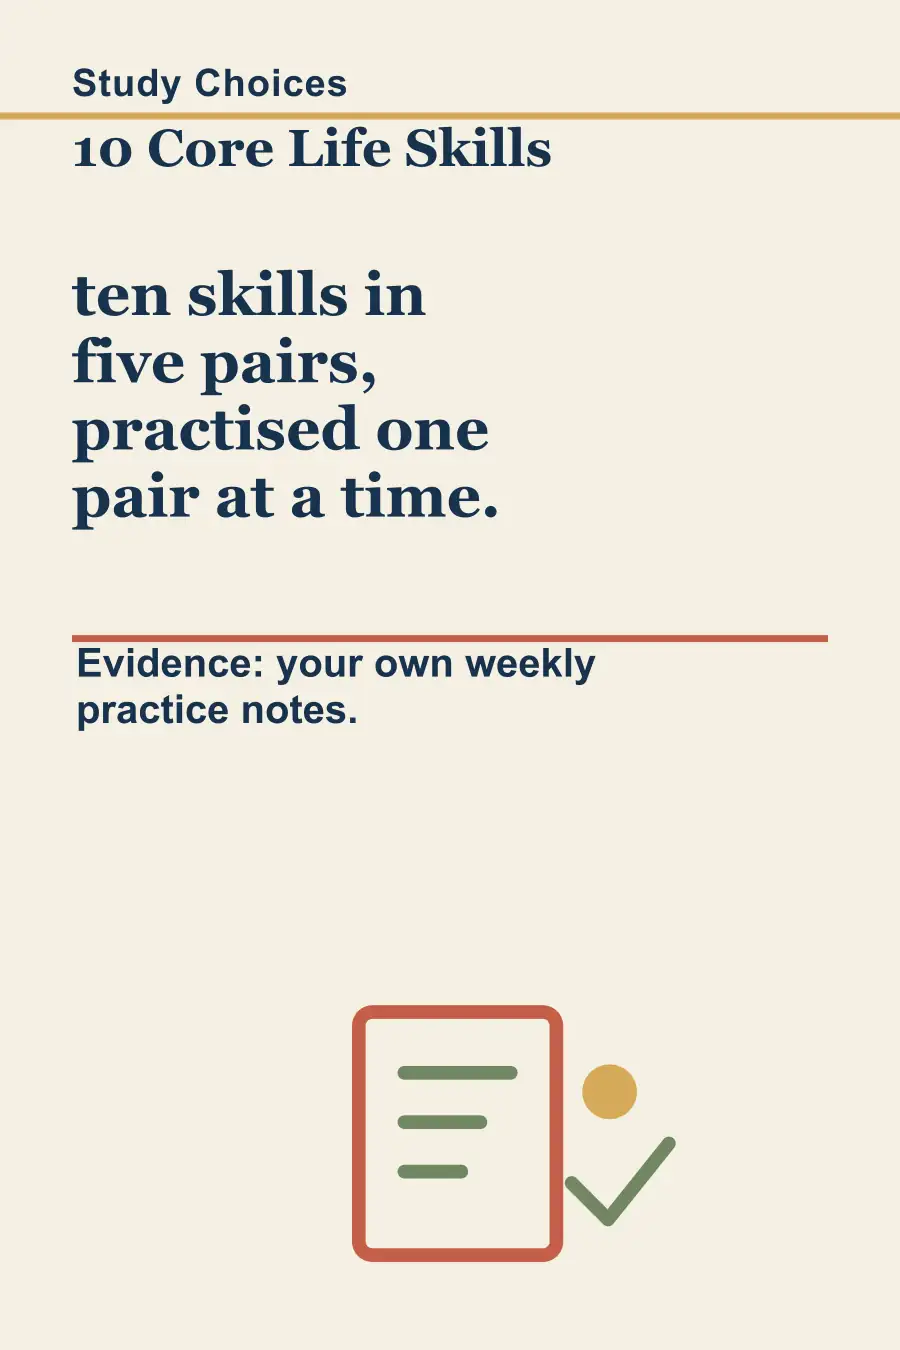 Study Choices
10 Core Life Skills
ten skills in
five pairs,
practised one
pair at a time.
Evidence: your own weekly
practice notes.